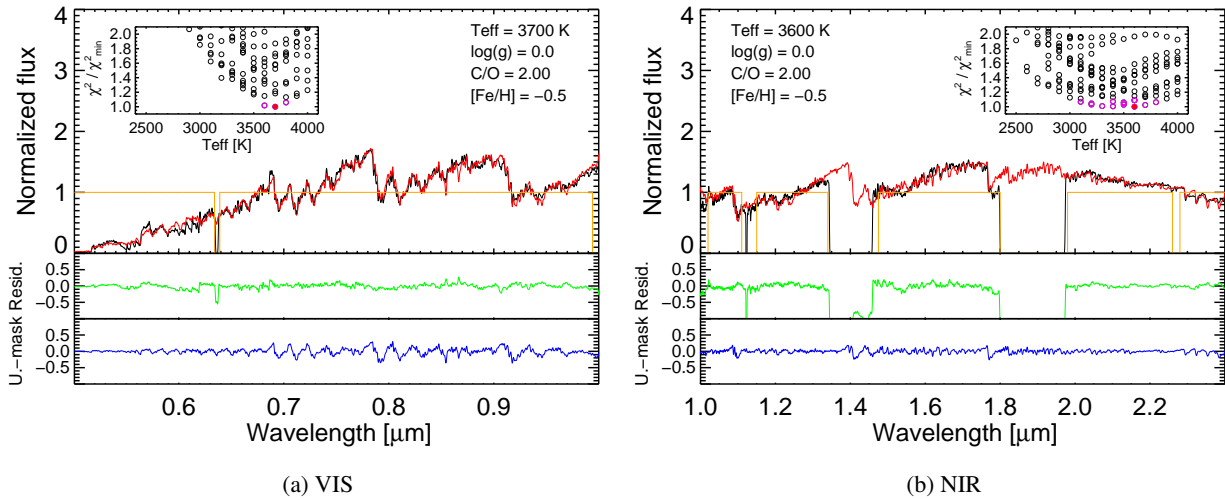 4
3
2
1
0
Normalized flux
2.0
1.8
1.6
1.4
1.2
1.0
χ² / χ²min
2500 3000 3500 4000
Teff [K]
Teff = 3700 K
log(g) = 0.0
C/O = 2.00
[Fe/H] = −0.5
0.5
0.0
−0.5
Resid.
0.5
0.0
−0.5
U.−mask
0.6 0.7 0.8 0.9
Wavelength [μm]
(a) VIS
4
3
2
1
0
Normalized flux
Teff = 3600 K
log(g) = 0.0
C/O = 2.00
[Fe/H] = −0.5
2.0
1.8
1.6
1.4
1.2
1.0
χ² / χ²min
2500 3000 3500 4000
Teff [K]
0.5
0.0
−0.5
Resid.
0.5
0.0
−0.5
U.−mask
1.0 1.2 1.4 1.6 1.8 2.0 2.2
Wavelength [μm]
(b) NIR